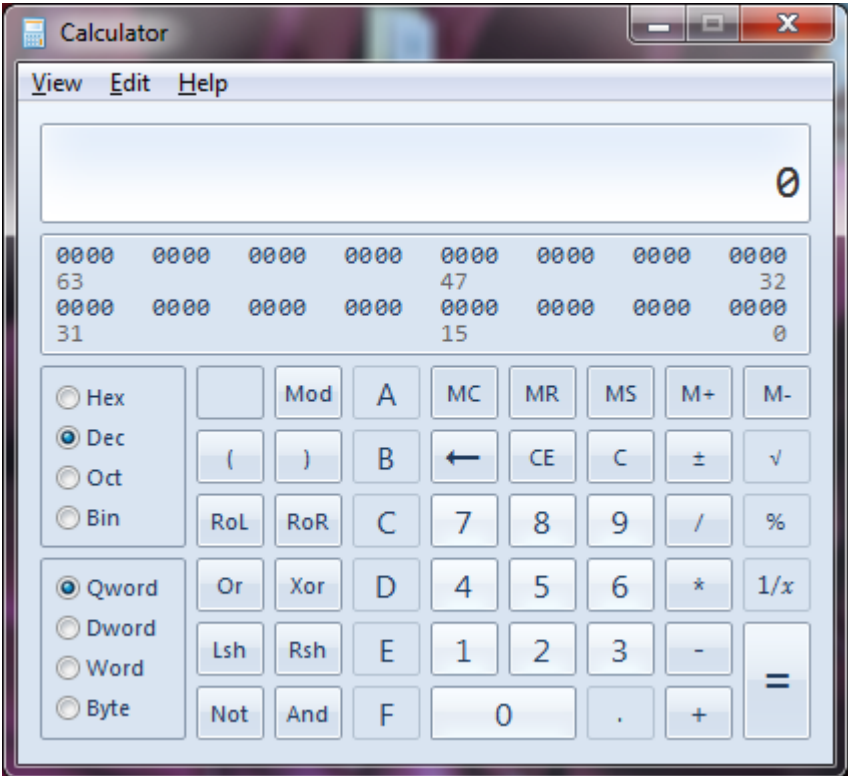 Calculator
View Edit Help
0
0000 0000 0000 0000 0000 0000 0000 0000
63 47 32
0000 0000 0000 0000 0000 0000 0000 0000
31 15 0
Hex Mod A MC MR MS M+ M-
Dec
Oct ( ) B ← CE C ± √
Bin RoL RoR C 7 8 9 / %
Qword Or Xor D 4 5 6 * 1/x
Dword
Word Lsh Rsh E 1 2 3 - =
Byte Not And F 0 . +